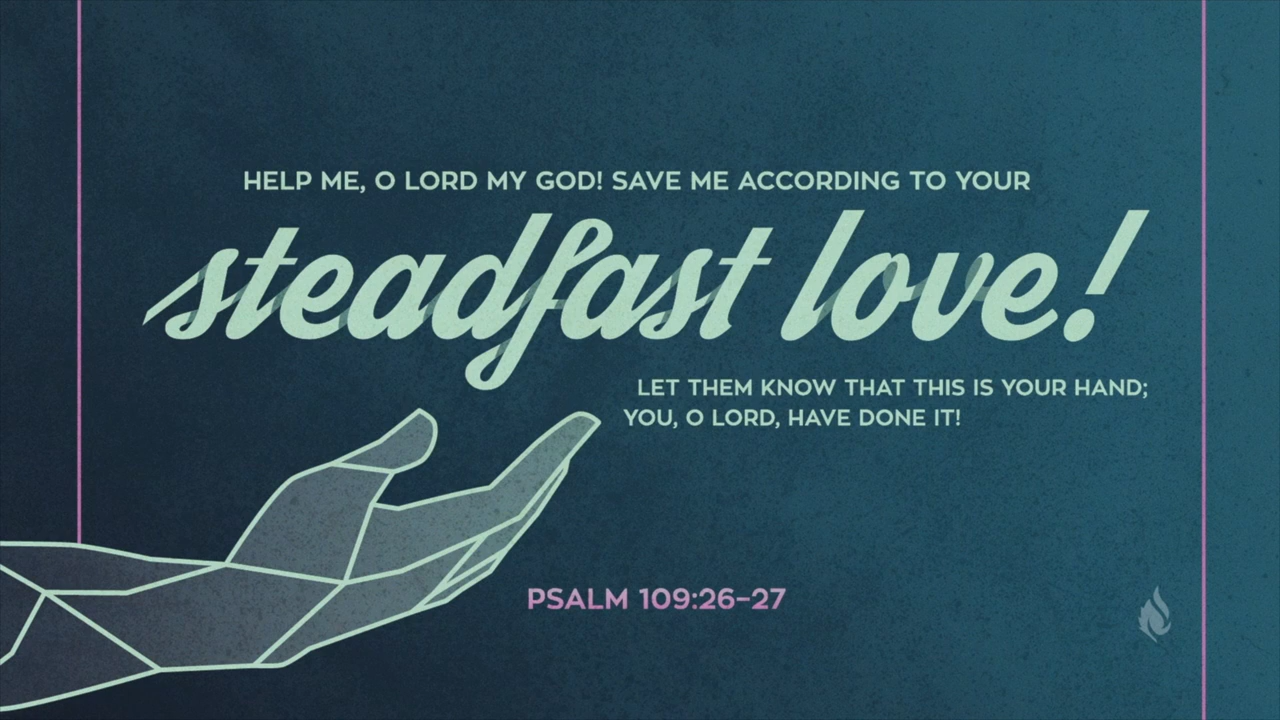 HELP ME, O LORD MY GOD! SAVE ME ACCORDING TO YOUR
steadfast love!
LET THEM KNOW THAT THIS IS YOUR HAND;
YOU, O LORD, HAVE DONE IT!
PSALM 109:26–27